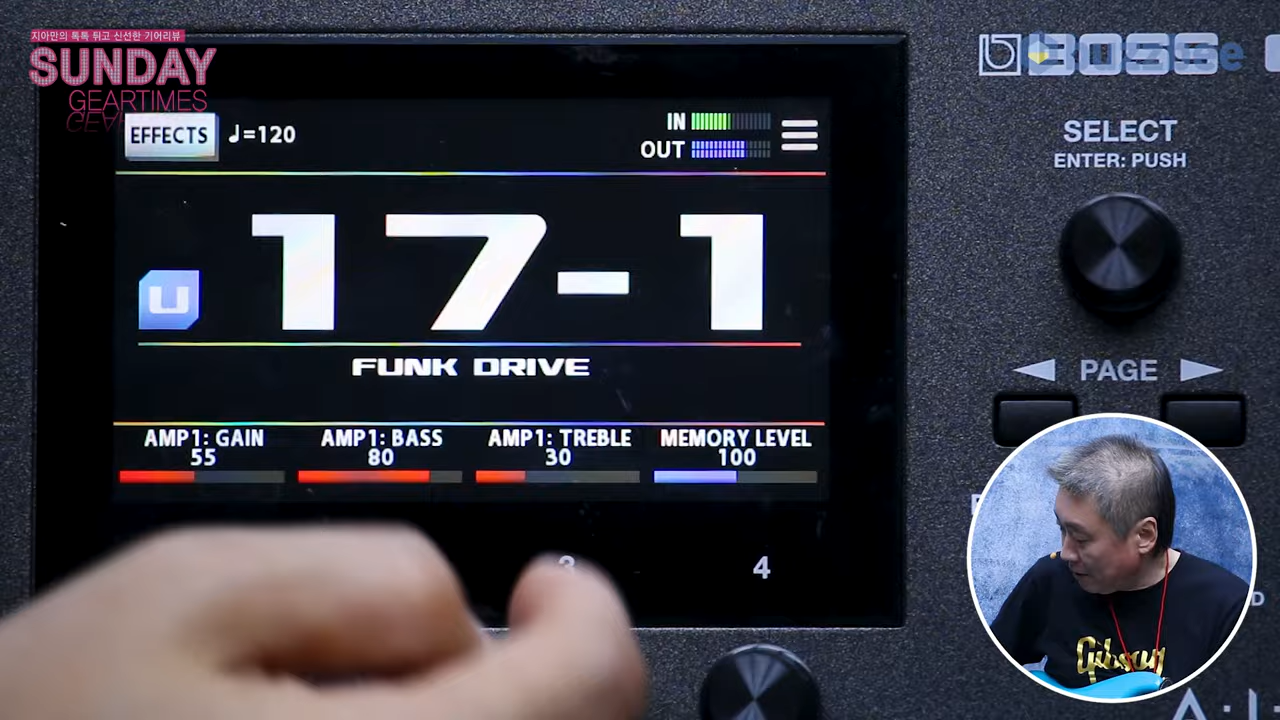 지아만의 톡톡 튀고 신선한 기어리뷰
SUNDAY
GEARTIMES
EFFECTS
♩=120
IN
OUT
BOSS
SELECT
ENTER: PUSH
U
17-1
FUNK DRIVE
PAGE
AMP1: GAIN
55
AMP1: BASS
80
AMP1: TREBLE
30
MEMORY LEVEL
100
4
Gibson